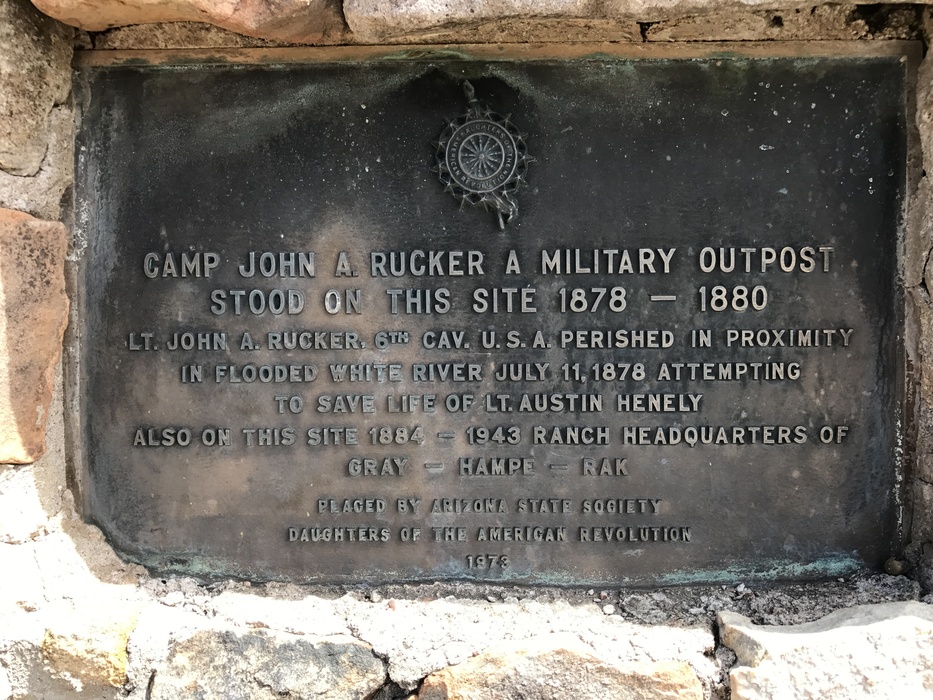 CAMP JOHN A. RUCKER A MILITARY OUTPOST
STOOD ON THIS SITE 1878 — 1880
LT. JOHN A. RUCKER. 6TH CAV. U.S.A. PERISHED IN PROXIMITY
IN FLOODED WHITE RIVER JULY 11, 1878 ATTEMPTING
TO SAVE LIFE OF LT. AUSTIN HENELY
ALSO ON THIS SITE 1884 — 1943 RANCH HEADQUARTERS OF
GRAY — HAMPE — RAK
PLACED BY ARIZONA STATE SOCIETY
DAUGHTERS OF THE AMERICAN REVOLUTION
1973